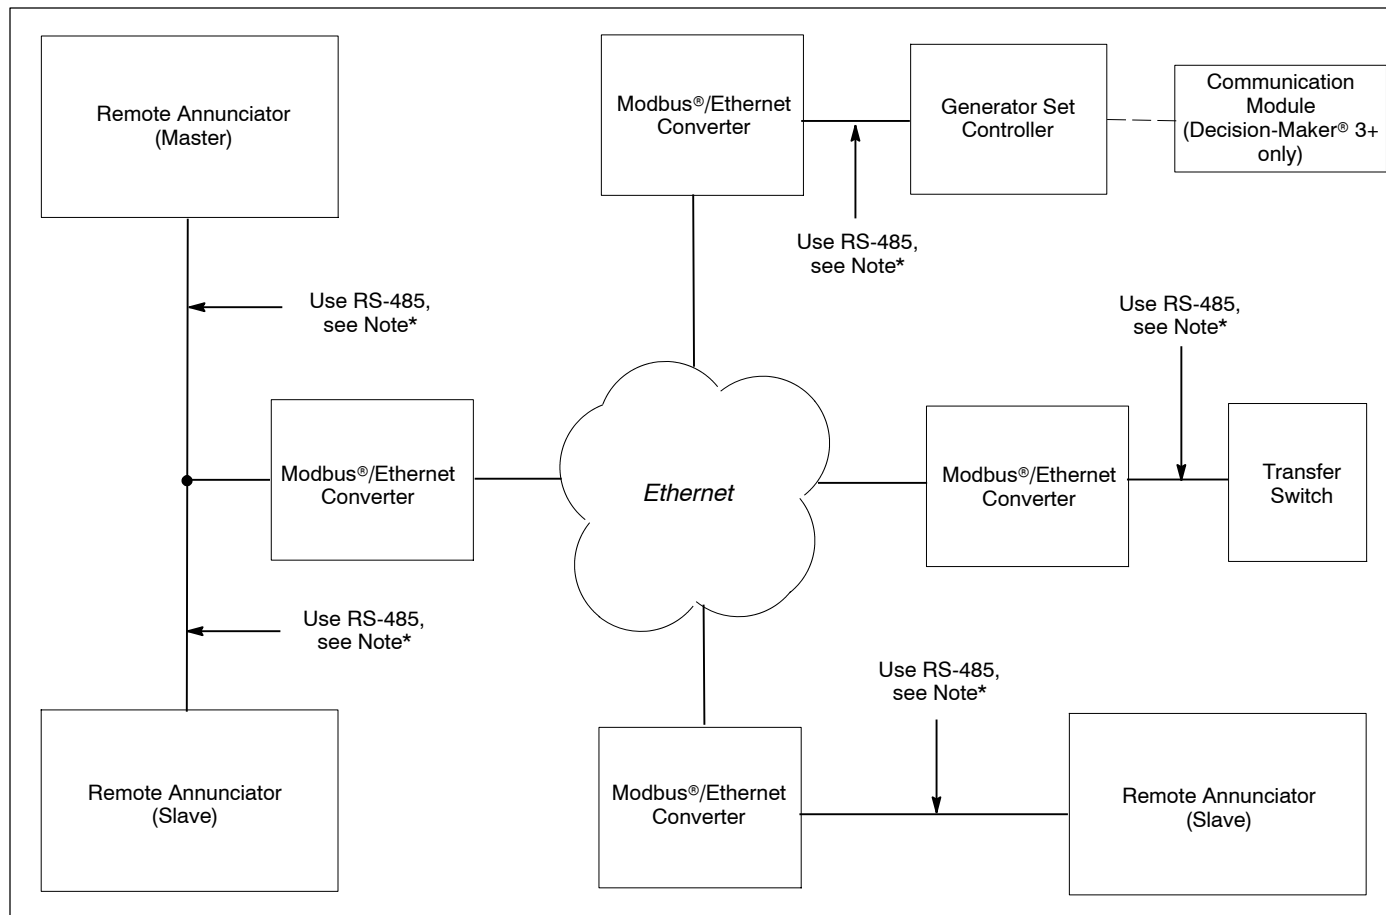 Remote Annunciator
(Master)
Modbus®/Ethernet
Converter
Generator Set
Controller
Communication
Module
(Decision-Maker® 3+
only)
Use RS-485,
see Note*
Use RS-485,
see Note*
Use RS-485,
see Note*
Modbus®/Ethernet
Converter
Ethernet
Modbus®/Ethernet
Converter
Transfer
Switch
Use RS-485,
see Note*
Use RS-485,
see Note*
Remote Annunciator
(Slave)
Modbus®/Ethernet
Converter
Remote Annunciator
(Slave)